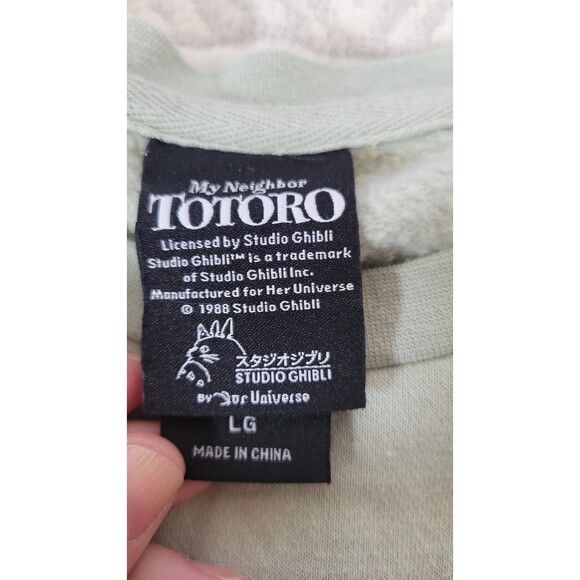 My Neighbor
TOTORO
Licensed by Studio Ghibli
Studio Ghibli™ is a trademark
of Studio Ghibli Inc.
Manufactured for Her Universe
© 1988 Studio Ghibli
スタジオジブリ
STUDIO GHIBLI
BY Her Universe
LG
MADE IN CHINA